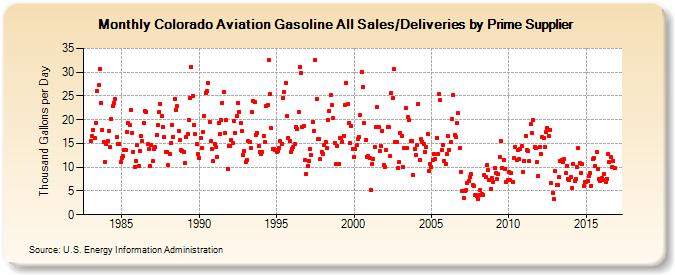 Monthly Colorado Aviation Gasoline All Sales/Deliveries by Prime Supplier
Thousand Gallons per Day
35
30
25
20
15
10
5
0
1985 1990 1995 2000 2005 2010 2015
Source: U.S. Energy Information Administration